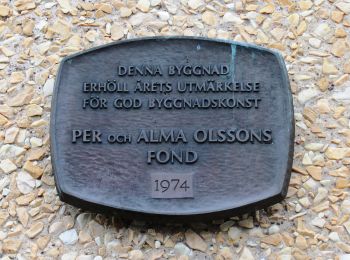 DENNA BYGGNAD
ERHÖLL ÅRETS UTMÄRKELSE
FÖR GOD BYGGNADSKONST
PER OCH ALMA OLSSONS
FOND
1974